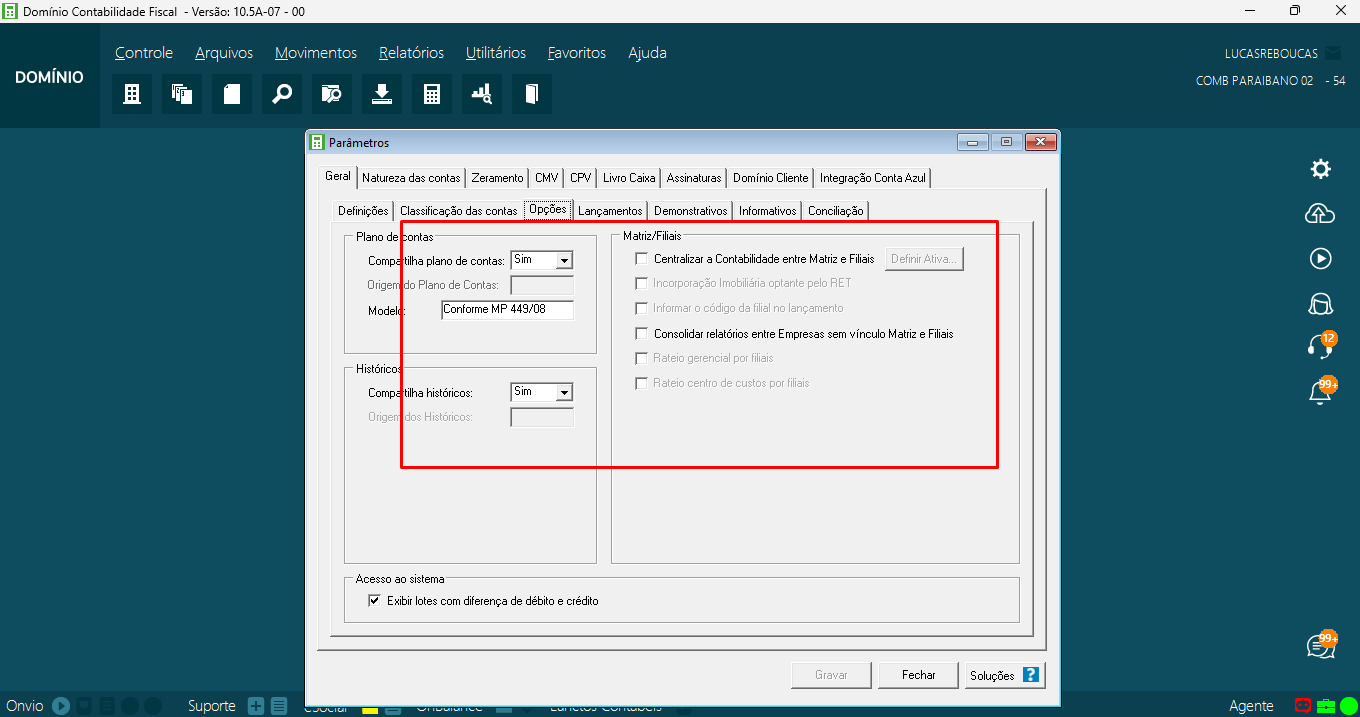 Domínio Contabilidade Fiscal - Versão: 10.5A-07 - 00
DOMÍNIO
Controle Arquivos Movimentos Relatórios Utilitários Favoritos Ajuda
LUCASREBOUCAS
COMB PARAIBANO 02 - 54
Parâmetros
Geral Natureza das contas Zeramento CMV CPV Livro Caixa Assinaturas Domínio Cliente Integração Conta Azul
Definições Classificação das contas Opções Lançamentos Demonstrativos Informativos Conciliação
Plano de contas
Compartilha plano de contas: Sim
Origem do Plano de Contas:
Modelo: Conforme MP 449/08
Históricos
Compartilha históricos: Sim
Origem dos Históricos:
Matriz/Filiais
Centralizar a Contabilidade entre Matriz e Filiais Definir Ativa...
Incorporação Imobiliária optante pelo RET
Informar o código da filial no lançamento
Consolidar relatórios entre Empresas sem vínculo Matriz e Filiais
Rateio gerencial por filiais
Rateio centro de custos por filiais
Acesso ao sistema
Exibir lotes com diferença de débito e crédito
Gravar Fechar Soluções ?
12
99+
99+
Onvio Suporte eSocial OnBalance Lanctos Contábeis Agente